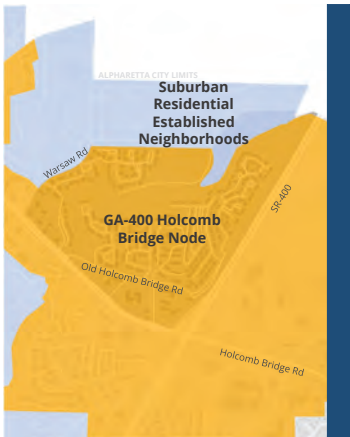 ALPHARETTA CITY LIMITS
Suburban
Residential
Established
Neighborhoods
Warsaw Rd
SR-400
GA-400 Holcomb
Bridge Node
Old Holcomb Bridge Rd
Holcomb Bridge Rd